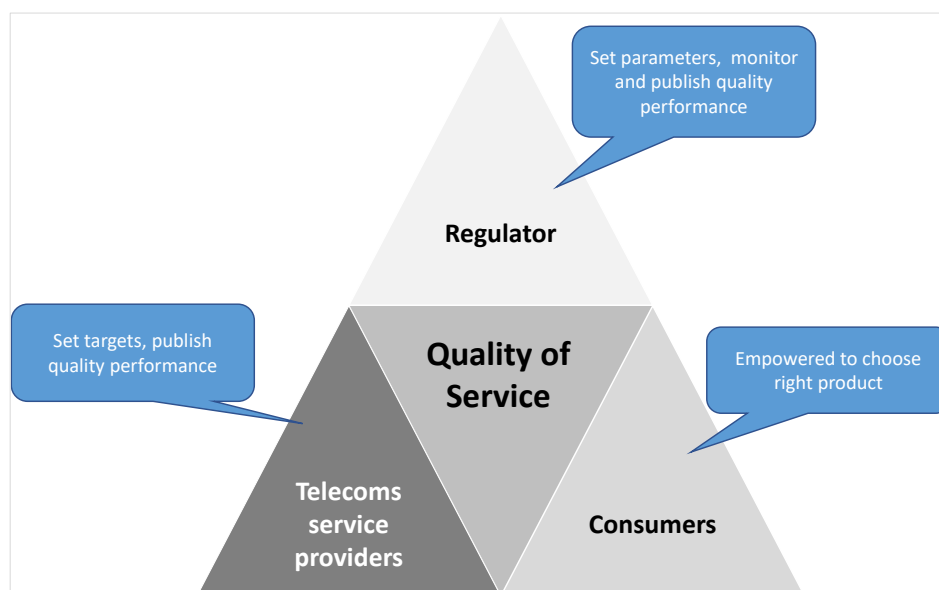 Set parameters, monitor
and publish quality
performance
Regulator
Set targets, publish
quality performance
Quality of
Service
Empowered to choose
right product
Telecoms
service
providers
Consumers